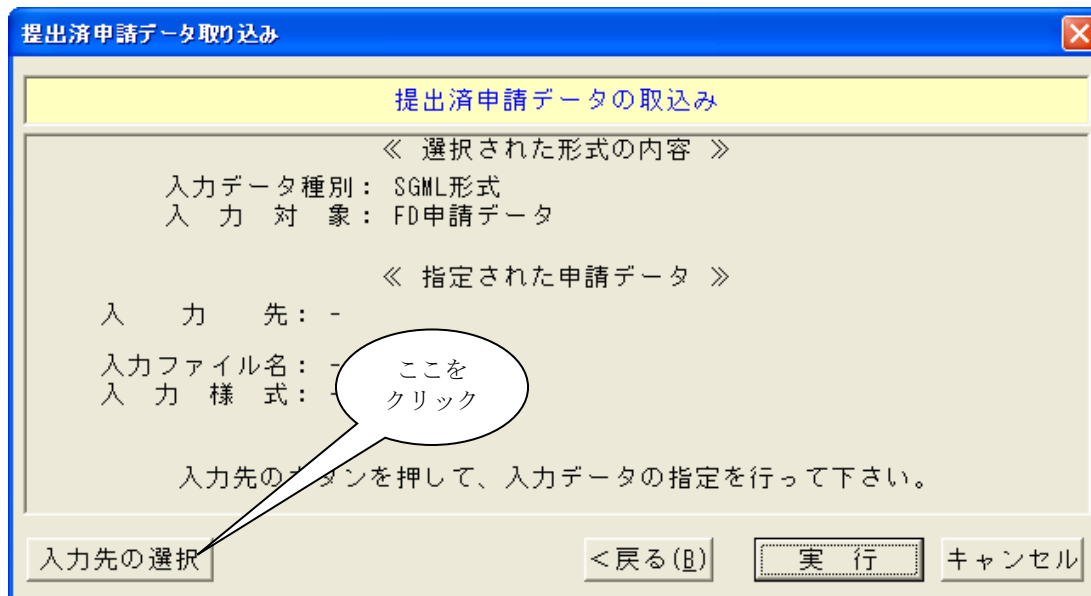 提出済申請データ取り込み
提出済申請データの取込み
≪ 選択された形式の内容 ≫
入力データ種別： SGML形式
入 力 対 象： FD申請データ
≪ 指定された申請データ ≫
入 力 先： -
入力ファイル名： -
入 力 様 式： -
ここを
クリック
入力先のボタンを押して、入力データの指定を行って下さい。
入力先の選択
<戻る(B)
実 行
キャンセル